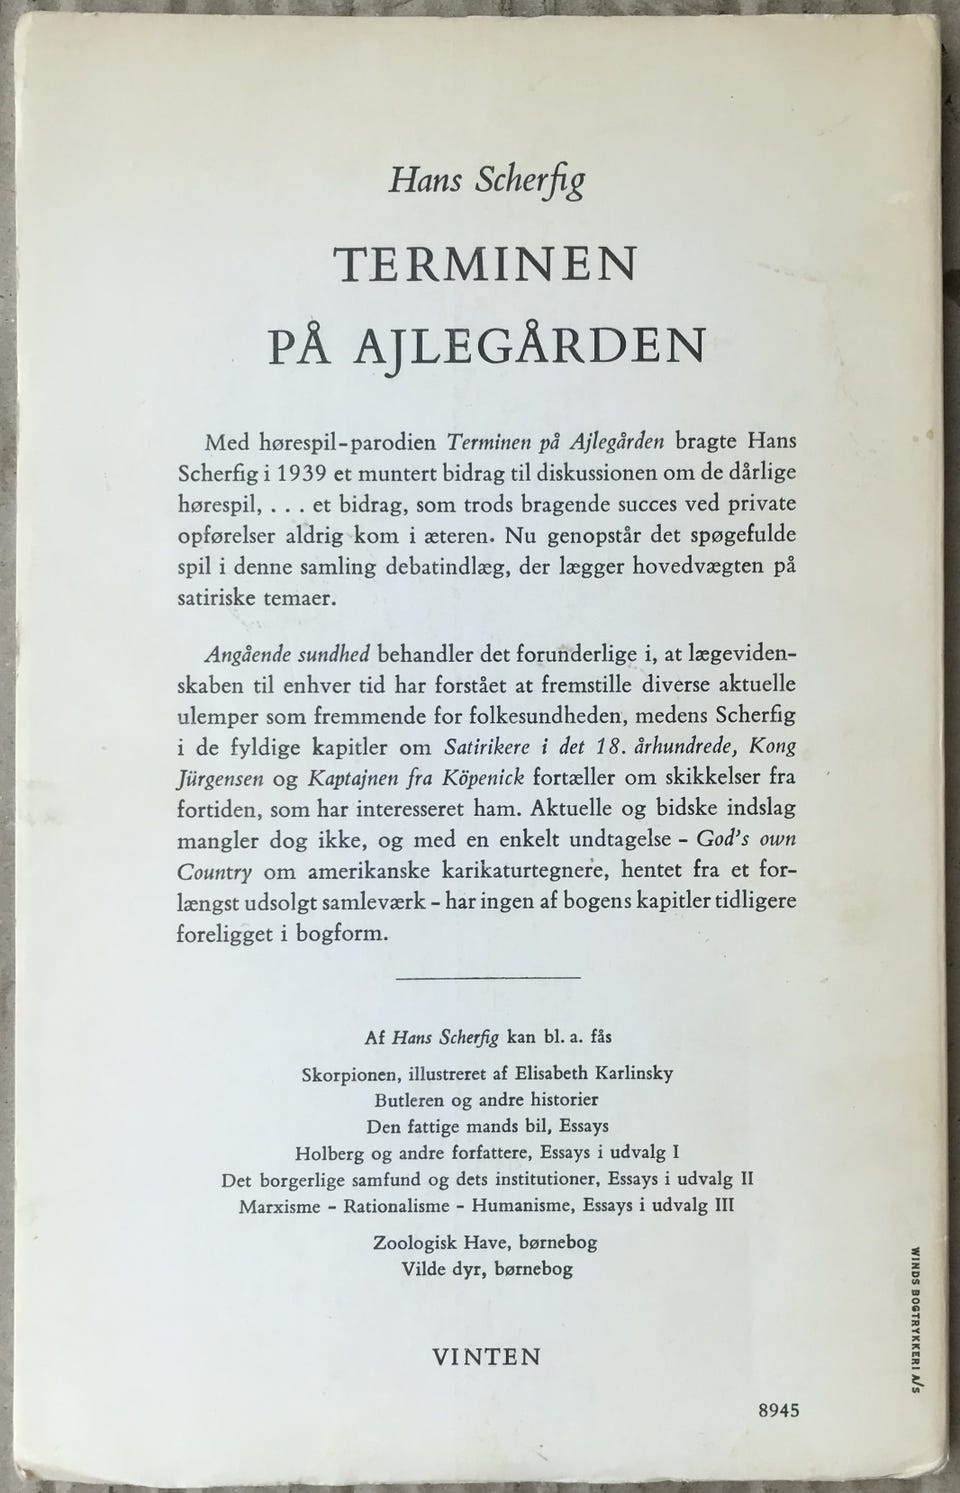 Hans Scherfig
TERMINEN
PÅ AJLEGÅRDEN
Med hørespil-parodien Terminen på Ajlegården bragte Hans
Scherfig i 1939 et muntert bidrag til diskussionen om de dårlige
hørespil, . . . et bidrag, som trods bragende succes ved private
opførelser aldrig kom i æteren. Nu genopstår det spøgefulde
spil i denne samling debatindlæg, der lægger hovedvægten på
satiriske temaer.
Angående sundhed behandler det forunderlige i, at lægeviden-
skaben til enhver tid har forstået at fremstille diverse aktuelle
ulemper som fremmende for folkesundheden, medens Scherfig
i de fyldige kapitler om Satirikere i det 18. århundrede, Kong
Jürgensen og Kaptajnen fra Köpenick fortæller om skikkelser fra
fortiden, som har interesseret ham. Aktuelle og bidske indslag
mangler dog ikke, og med en enkelt undtagelse – God's own
Country om amerikanske karikaturtegnere, hentet fra et for-
længst udsolgt samleværk – har ingen af bogens kapitler tidligere
foreligget i bogform.
Af Hans Scherfig kan bl. a. fås
Skorpionen, illustreret af Elisabeth Karlinsky
Butleren og andre historier
Den fattige mands bil, Essays
Holberg og andre forfattere, Essays i udvalg I
Det borgerlige samfund og dets institutioner, Essays i udvalg II
Marxisme – Rationalisme – Humanisme, Essays i udvalg III
Zoologisk Have, børnebog
Vilde dyr, børnebog
VINTEN
8945
WINDS BOGTRYKKERI A/S